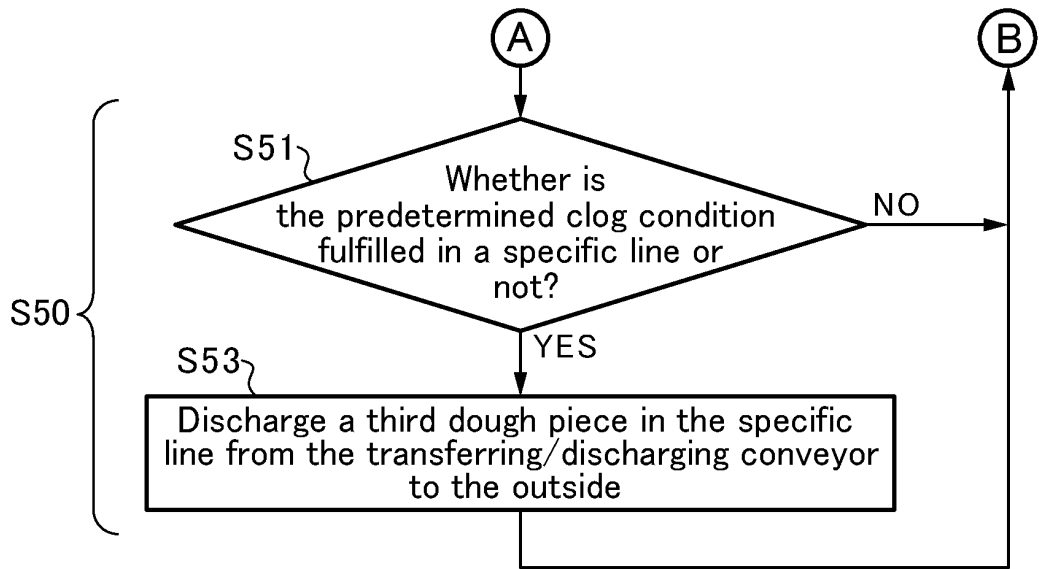 A
B
S51
Whether is
the predetermined clog condition
fulfilled in a specific line or
not?
NO
S50
YES
S53
Discharge a third dough piece in the specific
line from the transferring/discharging conveyor
to the outside